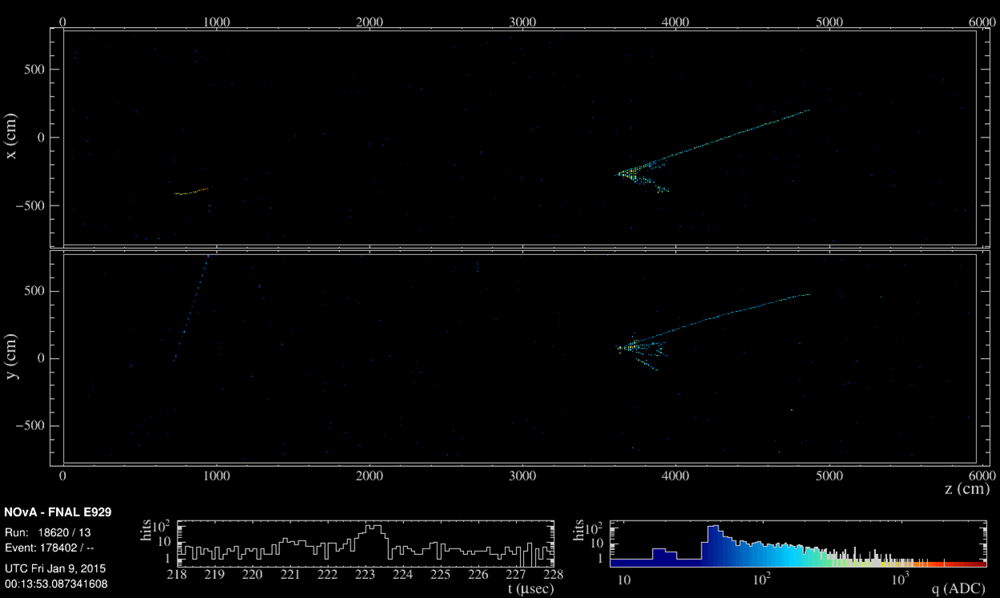 0 1000 2000 3000 4000 5000 6000
500
0
−500
x (cm)
500
0
−500
y (cm)
0 1000 2000 3000 4000 5000 6000
z (cm)
NOvA - FNAL E929
Run: 18620 / 13
Event: 178402 / --
UTC Fri Jan 9, 2015
00:13:53.087341608
hits
10²
10
1
218 219 220 221 222 223 224 225 226 227 228
t (μsec)
hits
10²
10
1
10 10² 10³
q (ADC)